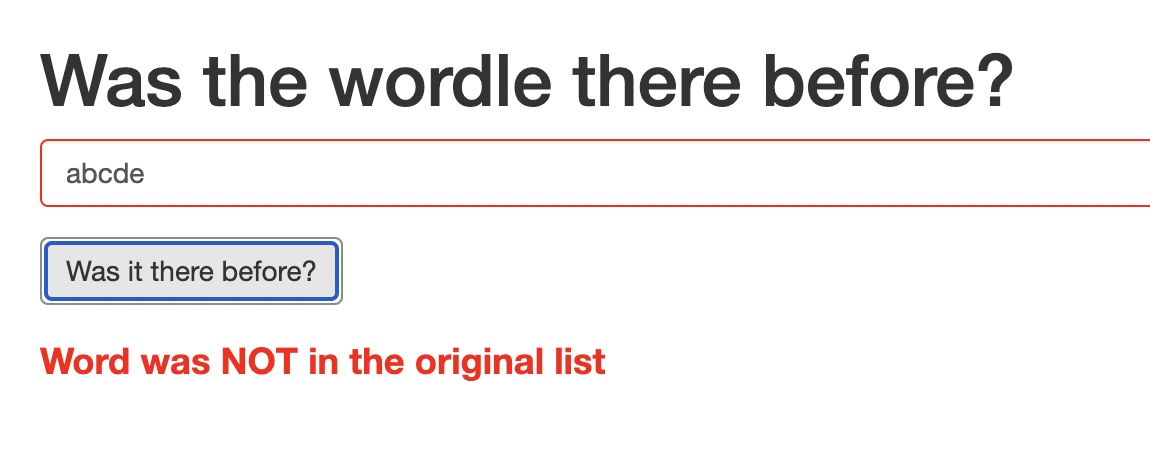 Was the wordle there before?
abcde
Was it there before?
Word was NOT in the original list